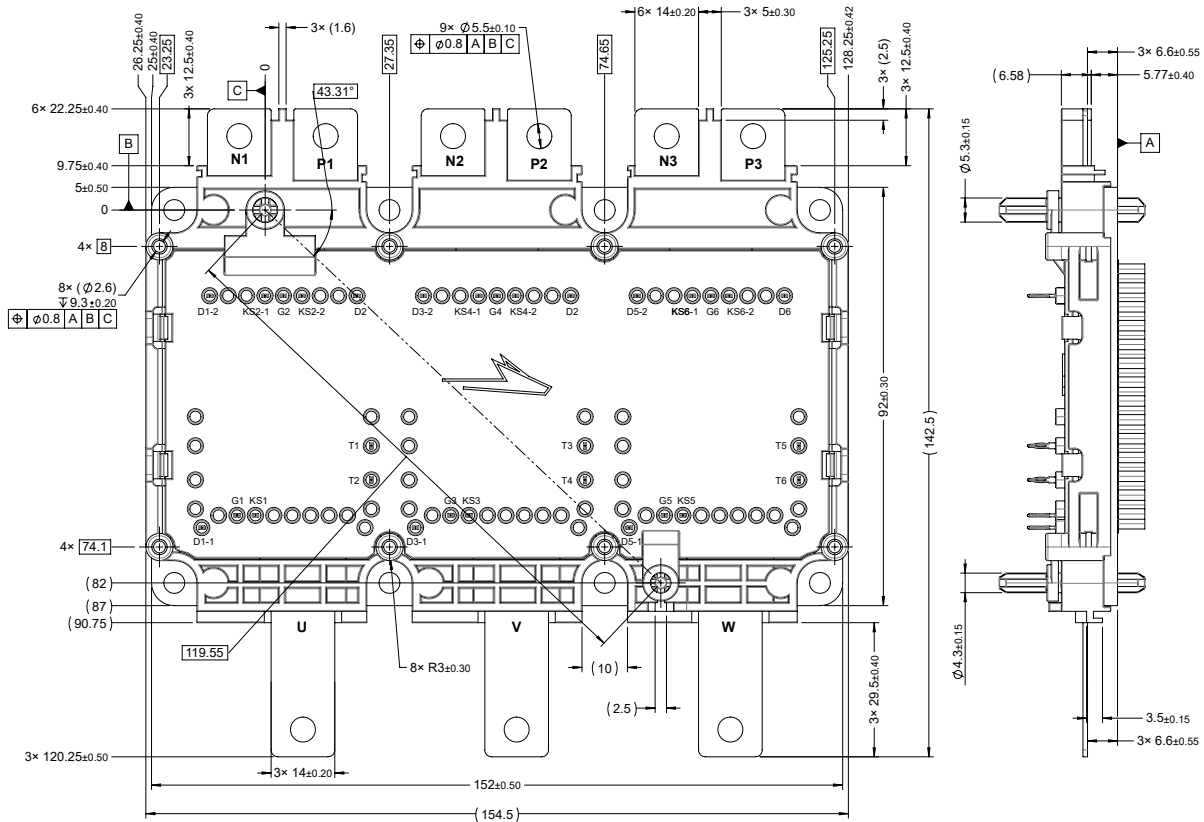 26.25±0.40
25±0.40
23.25
3× 12.5±0.40
0
3× (1.6)
27.35
9× Ø5.5±0.10
⌖ ø0.8 A B C
74.65
6× 14±0.20
3× 5±0.30
3× (2.5)
125.25
128.25±0.42
3× 12.5±0.40
3× 6.6±0.55
(6.58)
5.77±0.40
6× 22.25±0.40
C
43.31°
B
N1
P1
N2
P2
N3
P3
A
Ø5.3±0.15
9.75±0.40
5±0.50
0
4× 8
8× (Ø2.6)
↧9.3±0.20
⌖ ø0.8 A B C
D1-2 KS2-1 G2 KS2-2 D2
D3-2 KS4-1 G4 KS4-2 D2
D5-2 KS6-1 G6 KS6-2 D6
92±0.30
(142.5)
T1
T3
T5
T2
T4
T6
G1 KS1
G3 KS3
G5 KS5
D1-1
D3-1
D5-1
4× 74.1
(82)
(87)
(90.75)
U
V
W
119.55
8× R3±0.30
(10)
(2.5)
3× 29.5±0.40
Ø4.3±0.15
3.5±0.15
3× 6.6±0.55
3× 120.25±0.50
3× 14±0.20
152±0.50
(154.5)